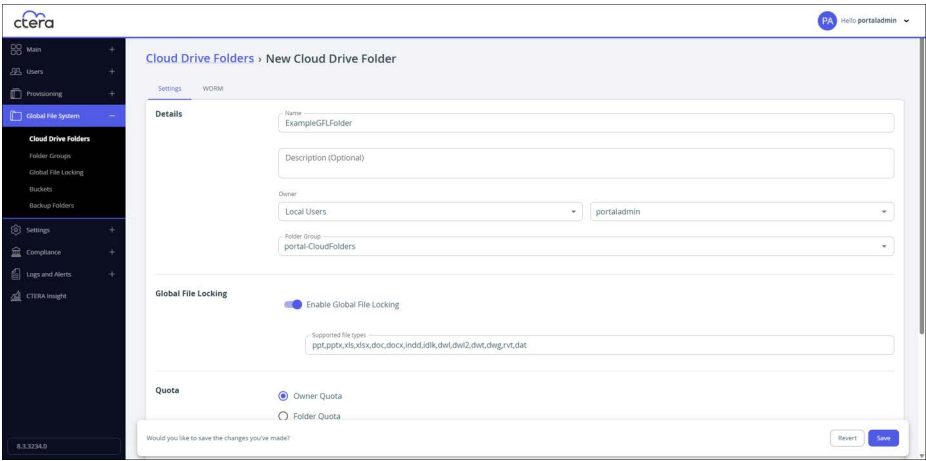 ctera
PA Hello portaladmin
Main
Users
Provisioning
Global File System
Cloud Drive Folders
Folder Groups
Global File Locking
Buckets
Backup Folders
Settings
Compliance
Logs and Alerts
CTERA Insight
8.3.3234.0
Cloud Drive Folders › New Cloud Drive Folder
Settings WORM
Details
Name
ExampleGFLFolder
Description (Optional)
Owner
Local Users portaladmin
Folder Group
portal-CloudFolders
Global File Locking
Enable Global File Locking
Supported file types
ppt,pptx,xls,xlsx,doc,docx,indd,idlk,dwl,dwl2,dwt,dwg,rvt,dat
Quota
Owner Quota
Folder Quota
Would you like to save the changes you've made? Revert Save